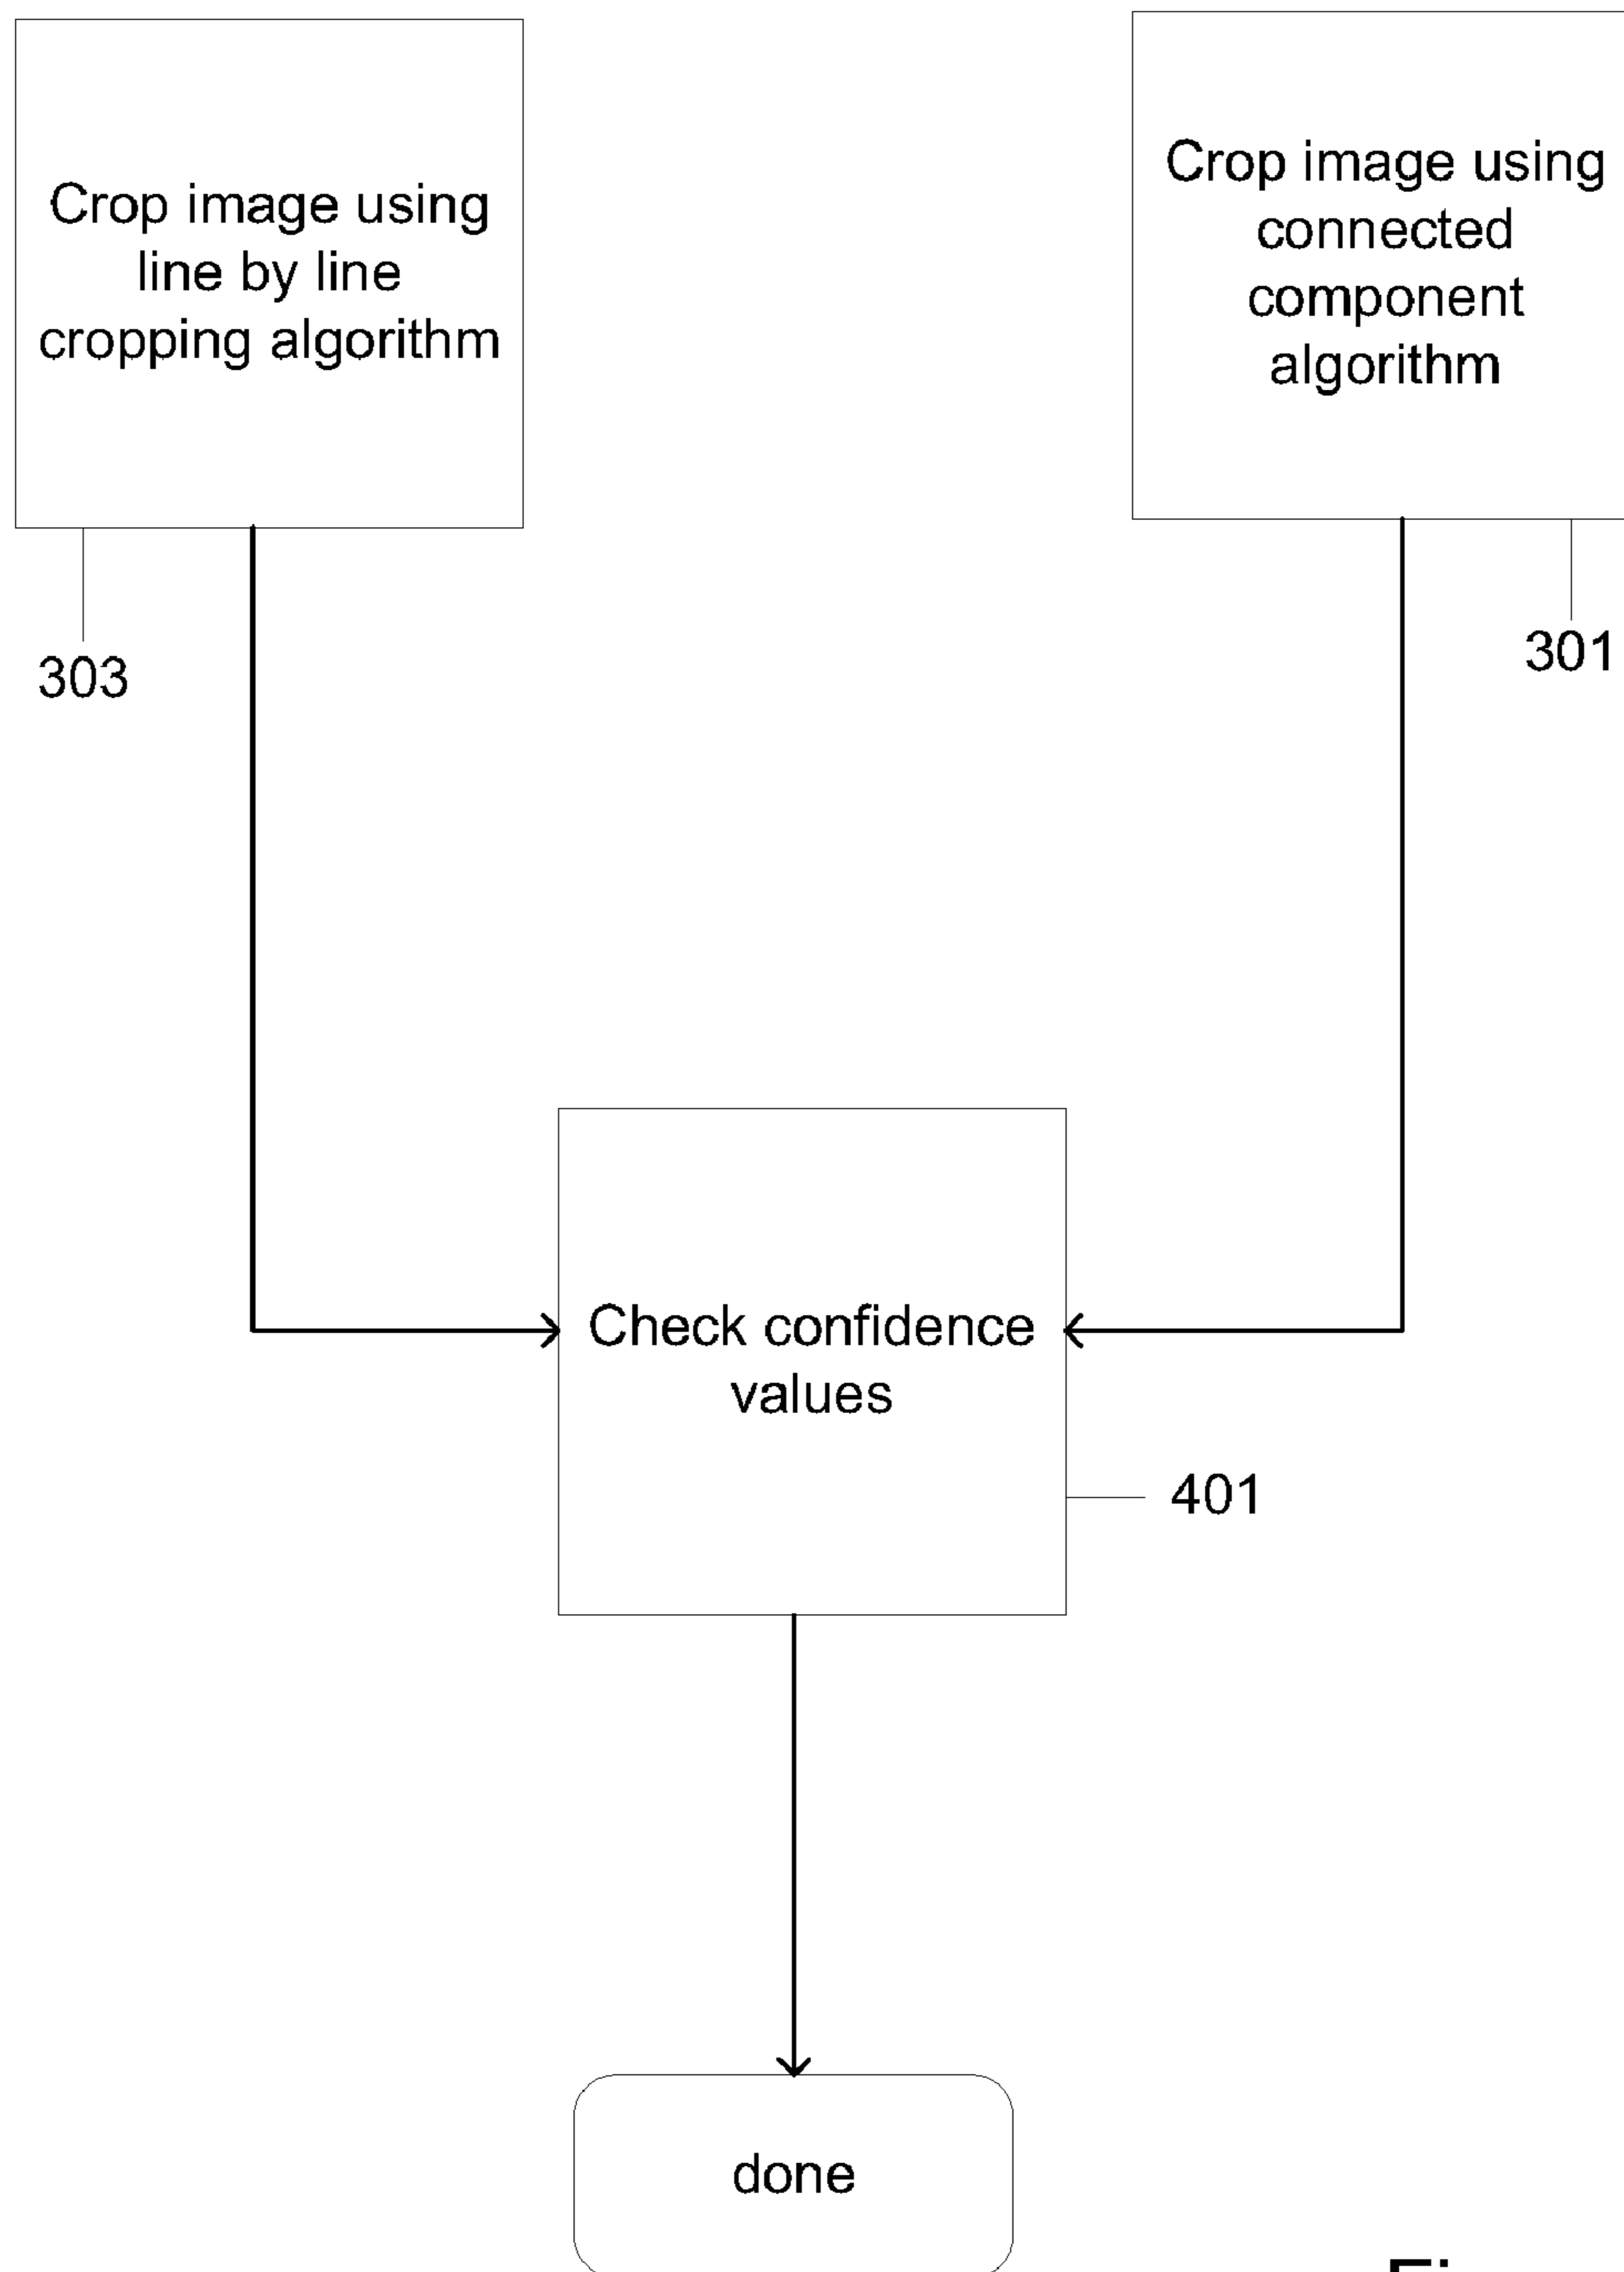 Crop image using
line by line
cropping algorithm
303
Crop image using
connected
component
algorithm
301
Check confidence
values
401
done